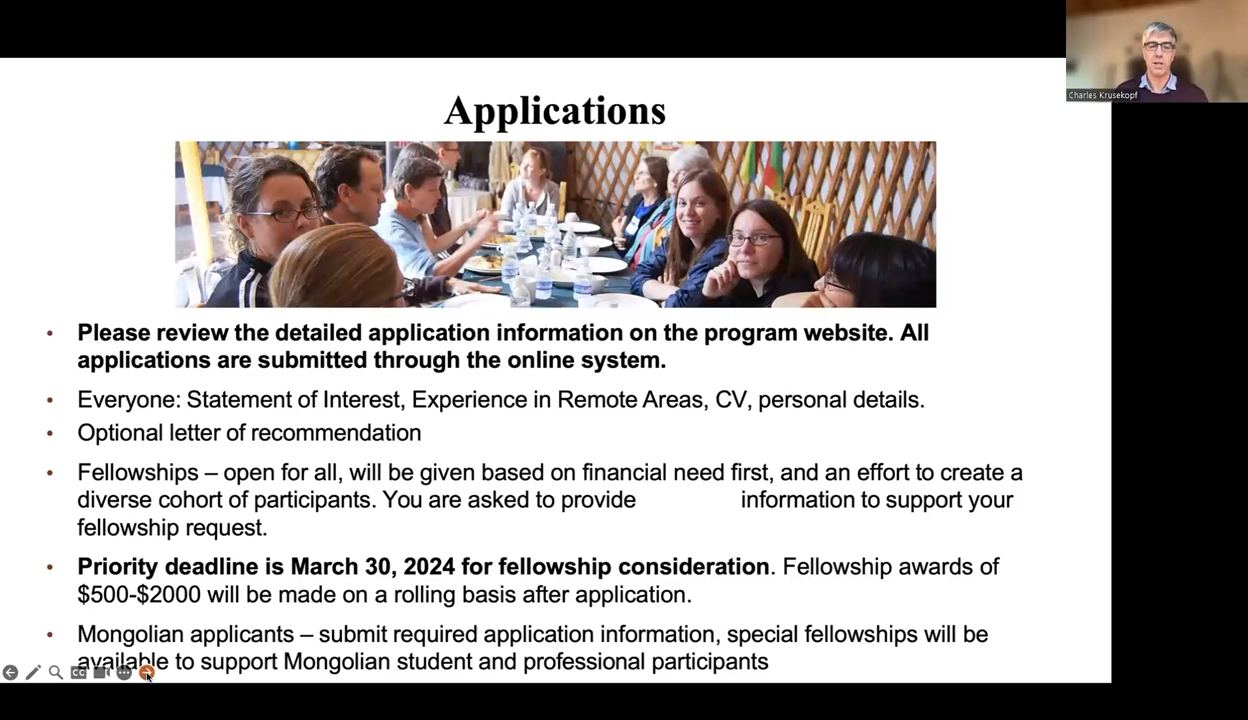 Charles Krusekopf
Applications
• Please review the detailed application information on the program website. All
applications are submitted through the online system.
• Everyone: Statement of Interest, Experience in Remote Areas, CV, personal details.
• Optional letter of recommendation
• Fellowships – open for all, will be given based on financial need first, and an effort to create a
diverse cohort of participants. You are asked to provide information to support your
fellowship request.
• Priority deadline is March 30, 2024 for fellowship consideration. Fellowship awards of
$500-$2000 will be made on a rolling basis after application.
• Mongolian applicants – submit required application information, special fellowships will be
available to support Mongolian student and professional participants
CC